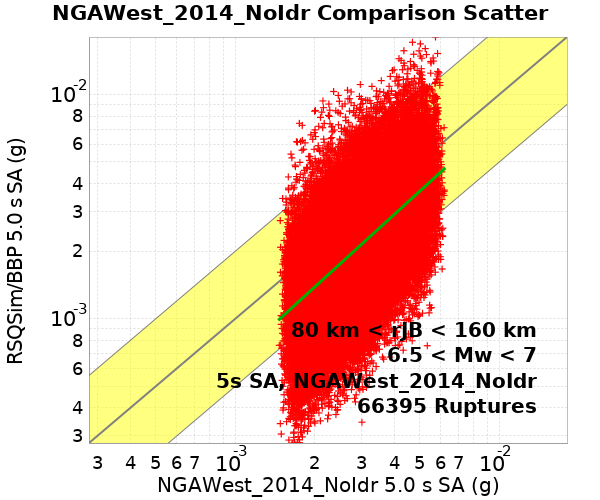 NGAWest_2014_NoIdr Comparison Scatter
RSQSim/BBP 5.0 s SA (g)
10-2
8
6
4
3
2
10-3
8
6
4
3
80 km < rJB < 160 km
6.5 < Mw < 7
5s SA, NGAWest_2014_NoIdr
66395 Ruptures
3 4 5 6 7 10-3 2 3 4 5 6 7 10-2
NGAWest_2014_NoIdr 5.0 s SA (g)